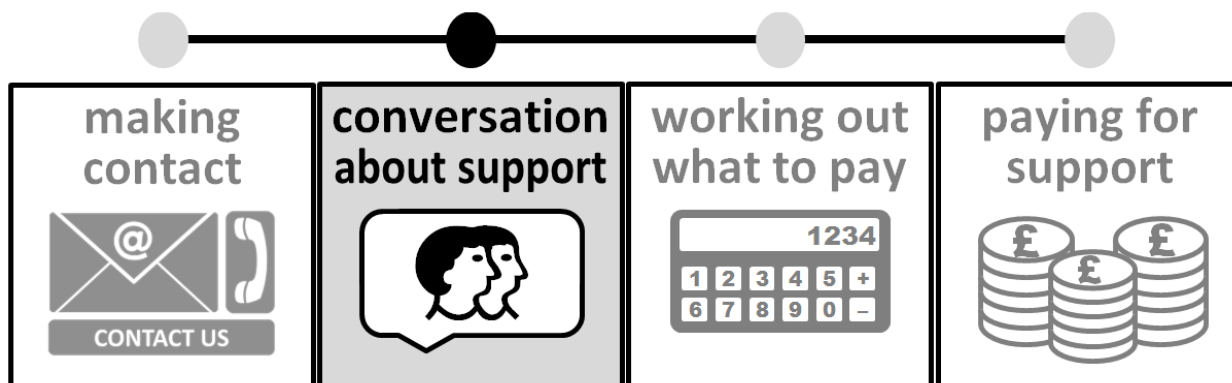 making
contact
@
CONTACT US
conversation
about support
working out
what to pay
1234
1 2 3 4 5 +
6 7 8 9 0 –
paying for
support
£ £ £